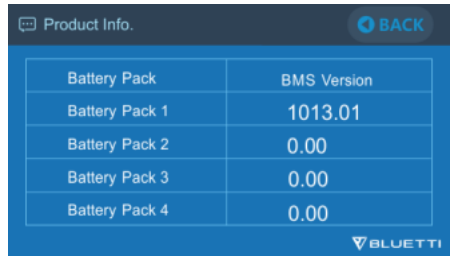 Product Info.
BACK
Battery Pack BMS Version
Battery Pack 1 1013.01
Battery Pack 2 0.00
Battery Pack 3 0.00
Battery Pack 4 0.00
BLUETTI